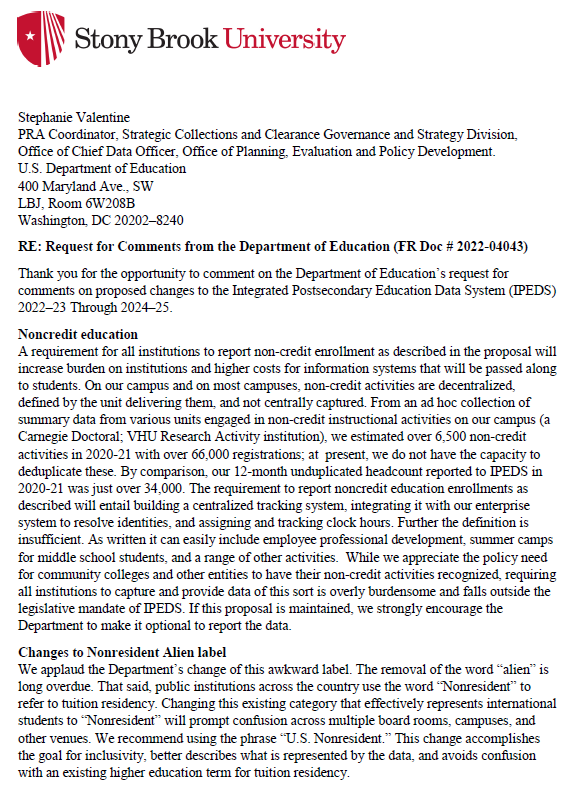 Stony Brook University
Stephanie Valentine
PRA Coordinator, Strategic Collections and Clearance Governance and Strategy Division,
Office of Chief Data Officer, Office of Planning, Evaluation and Policy Development.
U.S. Department of Education
400 Maryland Ave., SW
LBJ, Room 6W208B
Washington, DC 20202–8240
RE: Request for Comments from the Department of Education (FR Doc # 2022-04043)
Thank you for the opportunity to comment on the Department of Education’s request for
comments on proposed changes to the Integrated Postsecondary Education Data System (IPEDS)
2022–23 Through 2024–25.
Noncredit education
A requirement for all institutions to report non-credit enrollment as described in the proposal will
increase burden on institutions and higher costs for information systems that will be passed along
to students. On our campus and on most campuses, non-credit activities are decentralized,
defined by the unit delivering them, and not centrally captured. From an ad hoc collection of
summary data from various units engaged in non-credit instructional activities on our campus (a
Carnegie Doctoral; VHU Research Activity institution), we estimated over 6,500 non-credit
activities in 2020-21 with over 66,000 registrations; at present, we do not have the capacity to
deduplicate these. By comparison, our 12-month unduplicated headcount reported to IPEDS in
2020-21 was just over 34,000. The requirement to report noncredit education enrollments as
described will entail building a centralized tracking system, integrating it with our enterprise
system to resolve identities, and assigning and tracking clock hours. Further the definition is
insufficient. As written it can easily include employee professional development, summer camps
for middle school students, and a range of other activities. While we appreciate the policy need
for community colleges and other entities to have their non-credit activities recognized, requiring
all institutions to capture and provide data of this sort is overly burdensome and falls outside the
legislative mandate of IPEDS. If this proposal is maintained, we strongly encourage the
Department to make it optional to report the data.
Changes to Nonresident Alien label
We applaud the Department’s change of this awkward label. The removal of the word “alien” is
long overdue. That said, public institutions across the country use the word “Nonresident” to
refer to tuition residency. Changing this existing category that effectively represents international
students to “Nonresident” will prompt confusion across multiple board rooms, campuses, and
other venues. We recommend using the phrase “U.S. Nonresident.” This change accomplishes
the goal for inclusivity, better describes what is represented by the data, and avoids confusion
with an existing higher education term for tuition residency.